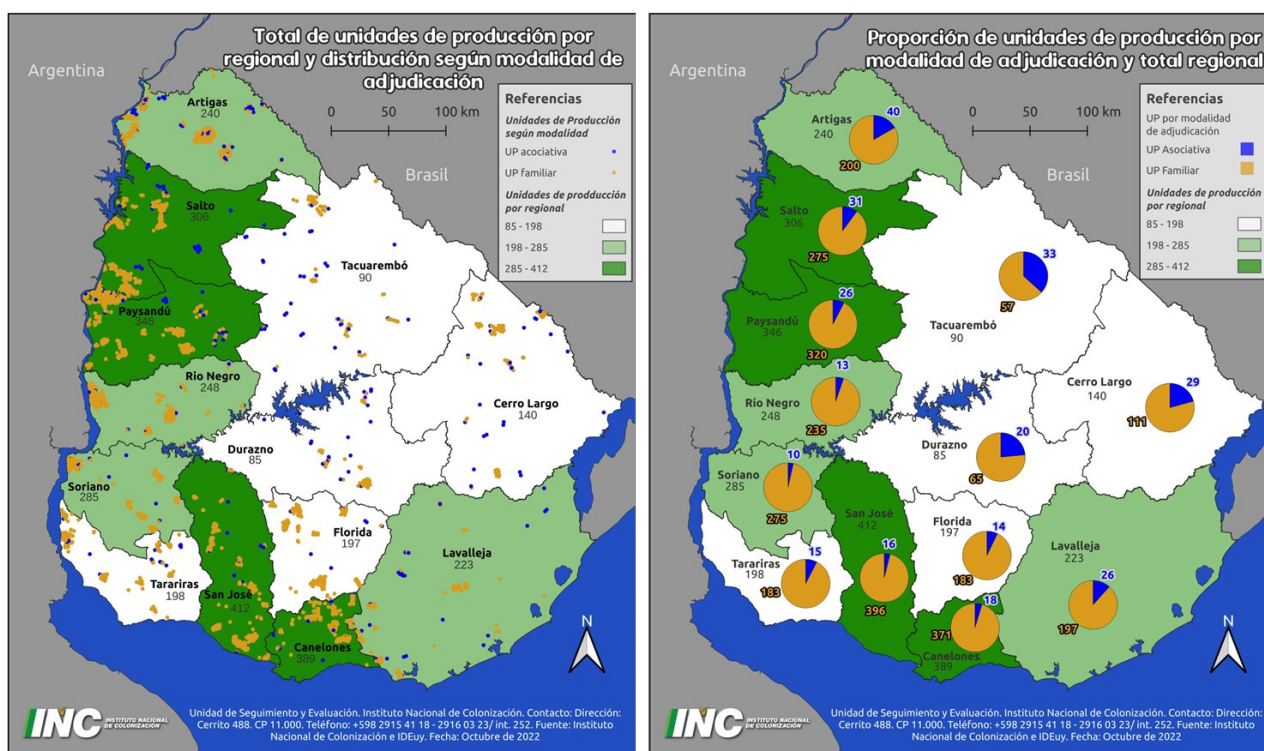 Total de unidades de producción por
regional y distribución según modalidad de
adjudicación
Argentina
Brasil
0
100 km
Referencias
Unidades de Producción
según modalidad
UP acociativa
UP familiar
Unidades de prodducción
por regional
85 - 198
198 - 285
285 - 412
Artigas
240
Salto
306
Tacuarembó
90
Paysandú
346
Río Negro
248
Cerro Largo
140
Durazno
85
Soriano
285
Florida
197
Lavalleja
223
Tarariras
198
San José
412
Canelones
389
N
INC INSTITUTO NACIONAL
DE COLONIZACIÓN
Unidad de Seguimiento y Evaluación. Instituto Nacional de Colonización. Contacto: Dirección:
Cerrito 488. CP 11.000. Teléfono: +598 2915 41 18 - 2916 03 23/ int. 252. Fuente: Instituto
Nacional de Colonización e IDEuy. Fecha: Octubre de 2022
Proporción de unidades de producción por
modalidad de adjudicación y total regional
Argentina
Brasil
0
100 km
Referencias
UP por modalidad
de adjudicación
UP Asociativa
UP Familiar
Unidades de producción
por regional
85 - 198
198 - 285
285 - 412
Artigas
240
40
200
Salto
306
31
275
Tacuarembó
90
33
57
Paysandú
346
26
320
Río Negro
248
13
235
Cerro Largo
140
29
111
Durazno
85
20
65
Soriano
285
10
275
San José
412
16
396
Florida
197
14
183
Lavalleja
223
26
197
Tarariras
198
15
183
Canelones
389
18
371
N
INC INSTITUTO NACIONAL
DE COLONIZACIÓN
Unidad de Seguimiento y Evaluación. Instituto Nacional de Colonización. Contacto: Dirección:
Cerrito 488. CP 11.000. Teléfono: +598 2915 41 18 - 2916 03 23/ int. 252. Fuente: Instituto
Nacional de Colonización e IDEuy. Fecha: Octubre de 2022